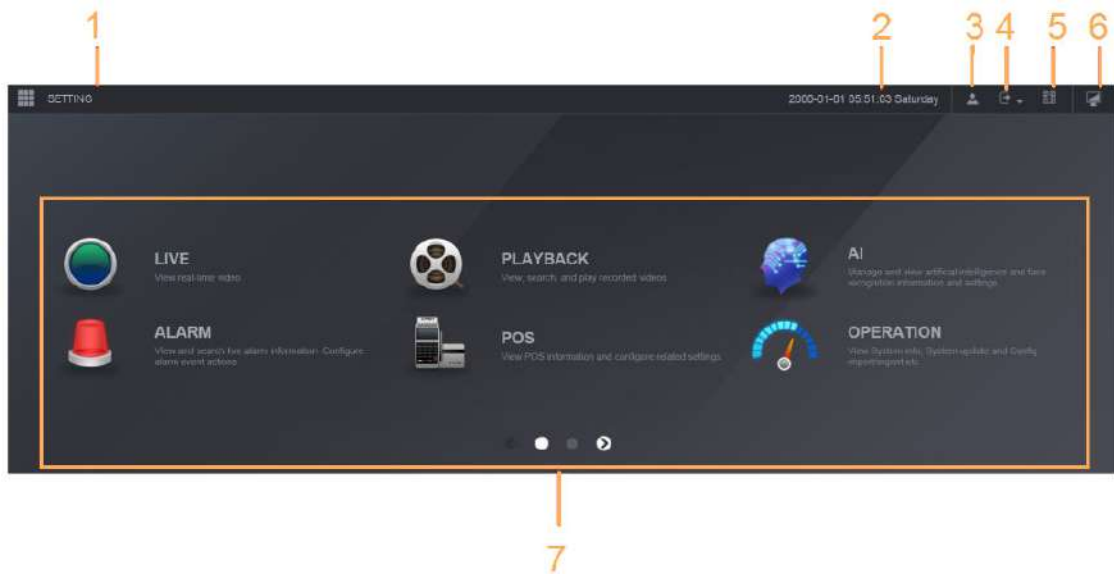 1
2
3
4
5
6
SETTING
2000-01-01 05:51:03 Saturday
LIVE
View real-time video
PLAYBACK
View, search, and play recorded videos
AI
Manage and view artificial intelligence and face
recognition information and settings
ALARM
View and search live alarm information. Configure
alarm event actions
POS
View POS information and configure related settings
OPERATION
View System info, System update and Config
import/export etc
7